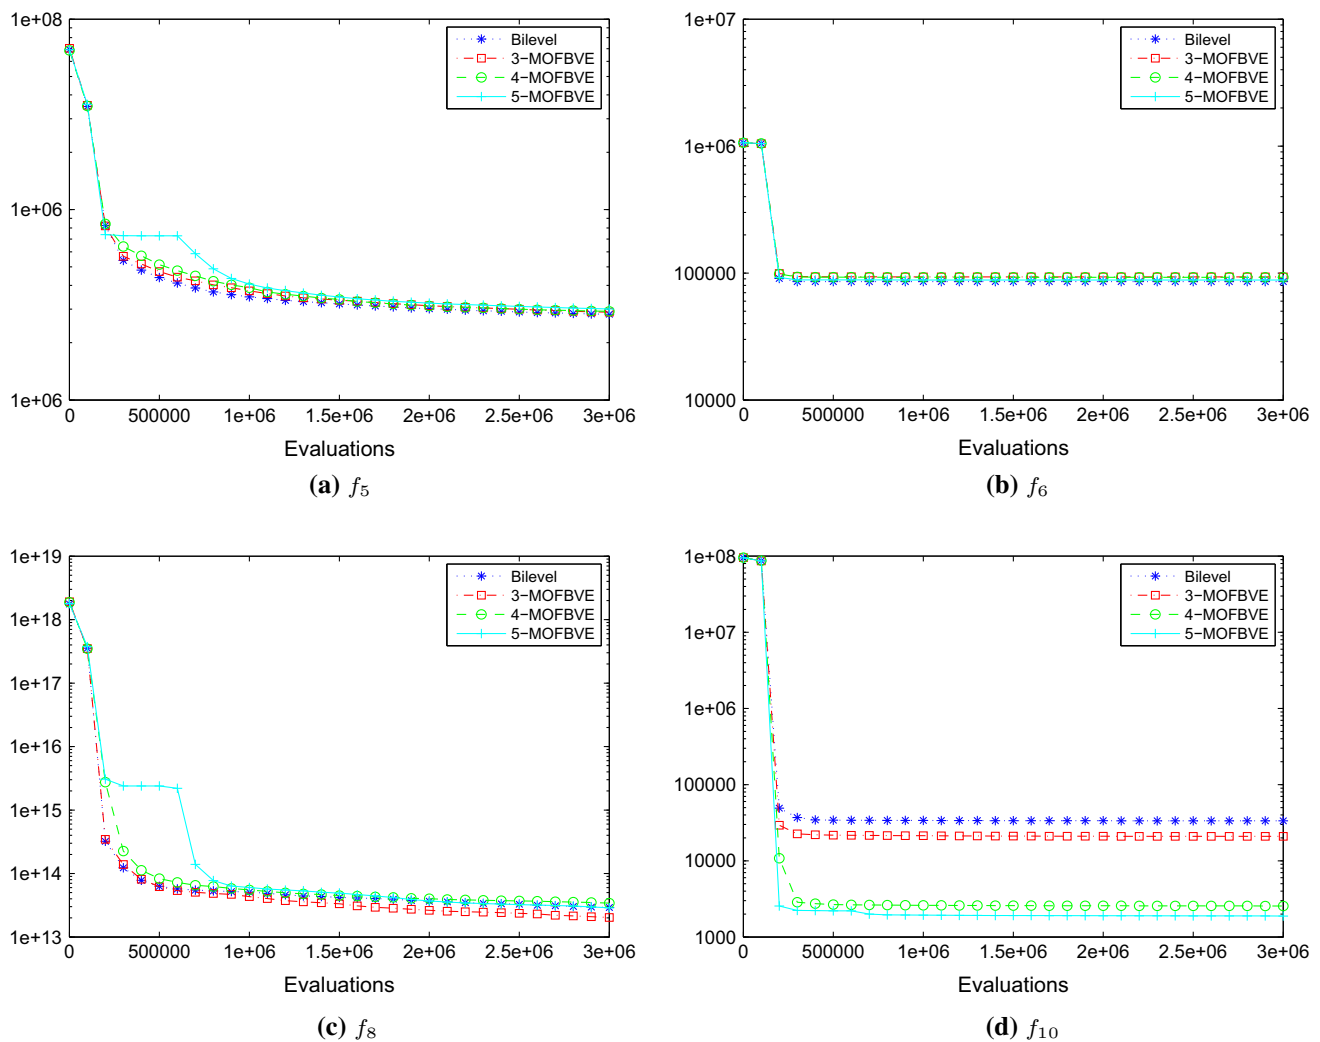 1e+08
1e+06
1e+06
0 500000 1e+06 1.5e+06 2e+06 2.5e+06 3e+06
Evaluations
Bilevel
3−MOFBVE
4−MOFBVE
5−MOFBVE
(a) f5
1e+07
1e+06
100000
10000
0 500000 1e+06 1.5e+06 2e+06 2.5e+06 3e+06
Evaluations
Bilevel
3−MOFBVE
4−MOFBVE
5−MOFBVE
(b) f6
1e+19
1e+18
1e+17
1e+16
1e+15
1e+14
1e+13
0 500000 1e+06 1.5e+06 2e+06 2.5e+06 3e+06
Evaluations
Bilevel
3−MOFBVE
4−MOFBVE
5−MOFBVE
(c) f8
1e+08
1e+07
1e+06
100000
10000
1000
0 500000 1e+06 1.5e+06 2e+06 2.5e+06 3e+06
Evaluations
Bilevel
3−MOFBVE
4−MOFBVE
5−MOFBVE
(d) f10